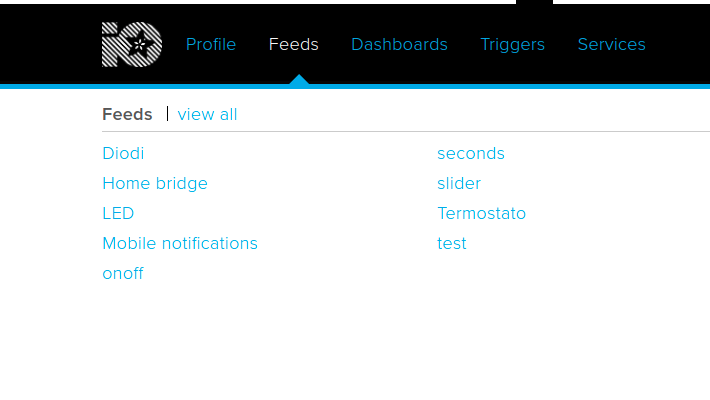 iO Profile Feeds Dashboards Triggers Services
Feeds | view all
Diodi
Home bridge
LED
Mobile notifications
onoff
seconds
slider
Termostato
test